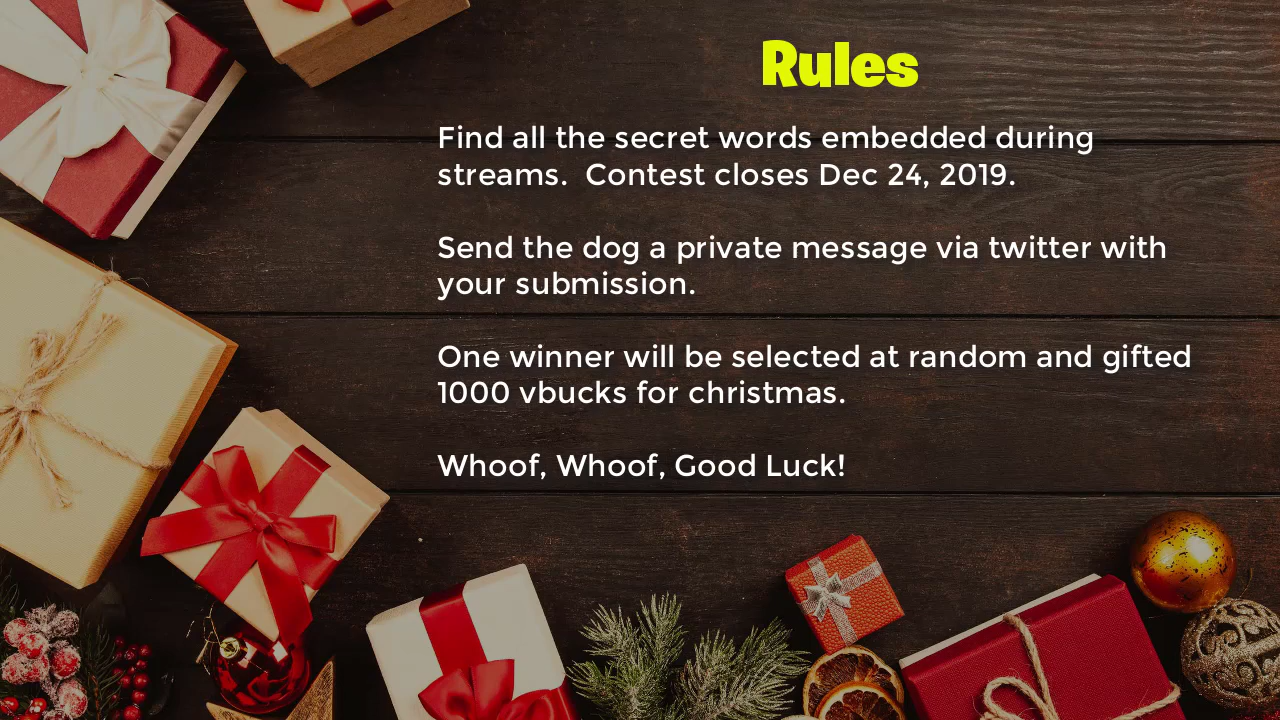 Rules
Find all the secret words embedded during
streams.  Contest closes Dec 24, 2019.
Send the dog a private message via twitter with
your submission.
One winner will be selected at random and gifted
1000 vbucks for christmas.
Whoof, Whoof, Good Luck!